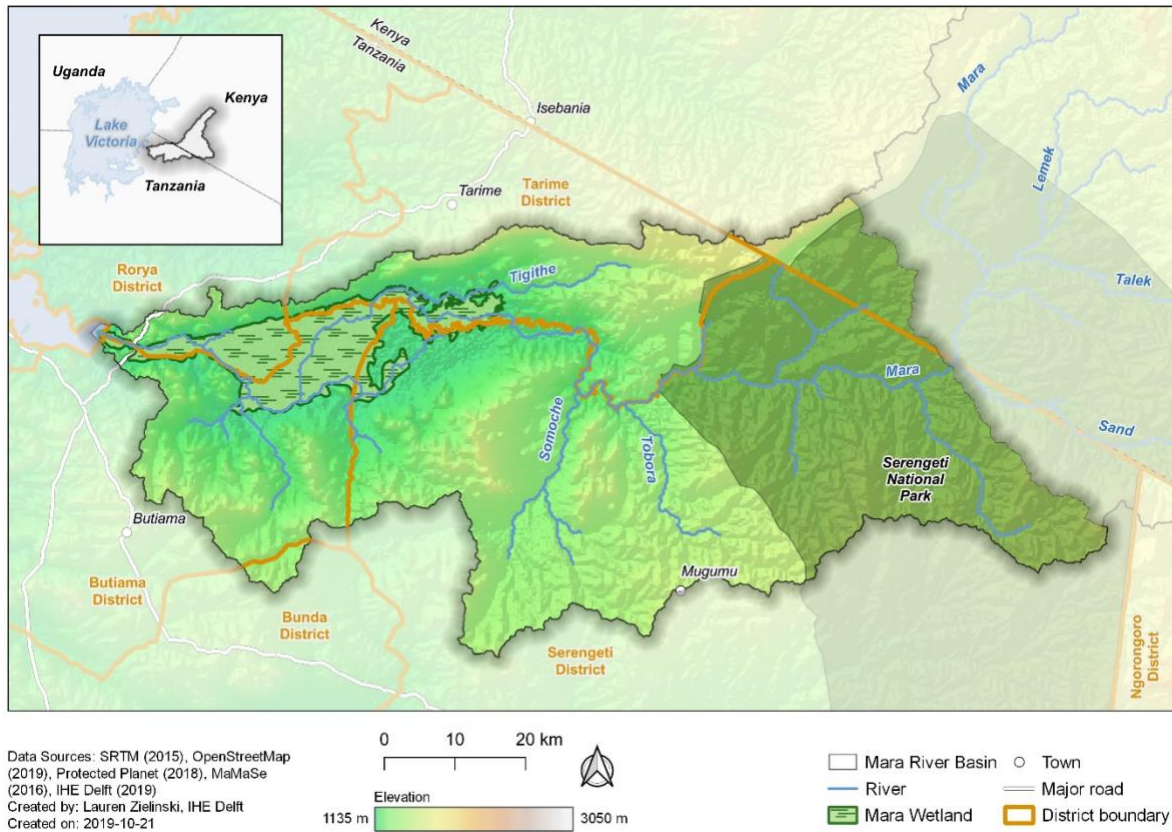 Uganda
Kenya
Lake
Victoria
Tanzania
Kenya
Tanzania
Isebania
Tarime
Tarime
District
Rorya
District
Tigithe
Mara
Lemek
Talek
Mara
Sand
Somoche
Tobora
Serengeti
National
Park
Butiama
Mugumu
Butiama
District
Bunda
District
Serengeti
District
Ngorongoro
District
Data Sources: SRTM (2015), OpenStreetMap
(2019), Protected Planet (2018), MaMaSe
(2016), IHE Delft (2019)
Created by: Lauren Zielinski, IHE Delft
Created on: 2019-10-21
0 10 20 km
Elevation
1135 m 3050 m
Mara River Basin
River
Mara Wetland
Town
Major road
District boundary